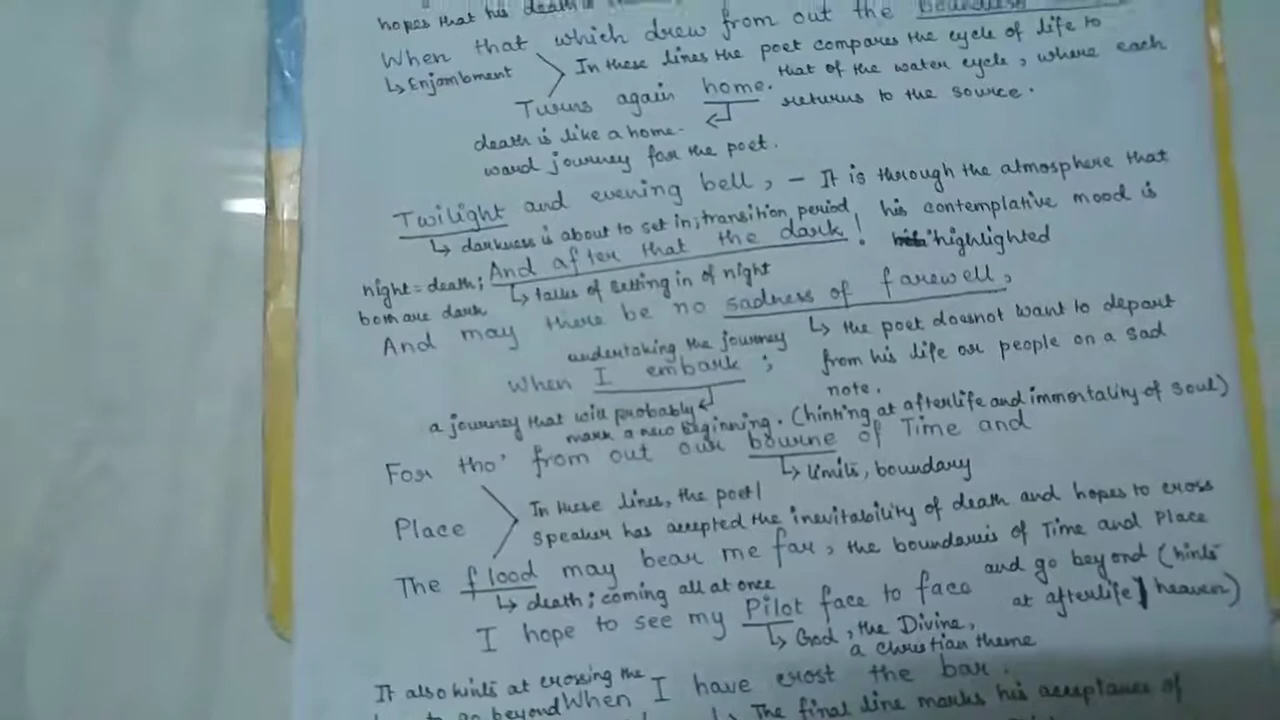 hopes that his death
When that which drew from out the boundless
↳ Enjambment
In these lines the poet compares the cycle of life to
that of the water cycle, where each
Turns again home.
returns to the source.
death is like a home-
ward journey for the poet.
Twilight and evening bell, – It is through the atmosphere that
↳ darkness is about to set in; transition period
his contemplative mood is
highlighted
night = death;
both are dark
And after that the dark!
↳ talks of setting in of night
And may there be no sadness of farewell,
undertaking the journey
↳ the poet doesnot want to depart
When I embark;
from his life or people on a sad
note.
a journey that will probably
mark a new beginning. (hinting at afterlife and immortality of soul)
For tho' from out our bourne of Time and
↳ limits, boundary
Place
In these lines, the poet/
speaker has accepted the inevitability of death and hopes to cross
The flood may bear me far,
the boundaries of Time and Place
↳ death; coming all at once
and go beyond (hints
at afterlife / heaven)
I hope to see my Pilot face to face
↳ God, the Divine,
a christian theme
It also hints at crossing the
go beyond
When I have crost the bar.
The final line marks his acceptance of